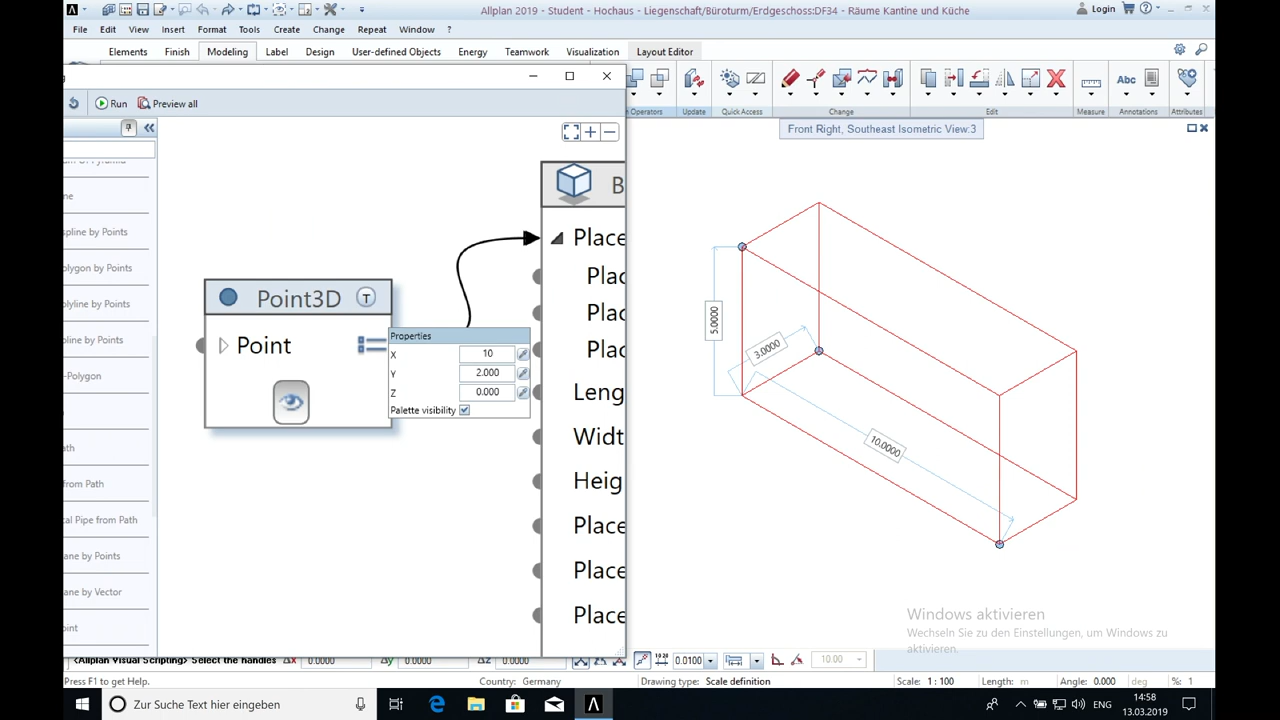 Allplan 2019 - Student - Hochaus - Liegenschaft/Büroturm/Erdgeschoss:DF34 - Räume Kantine und Küche
Login
File Edit View Insert Format Tools Create Change Repeat Window ?
Elements Finish Modeling Label Design User-defined Objects Energy Teamwork Visualization Layout Editor
Abc
Operators Update Quick Access Change Edit Measure Annotations Attributes
Run Preview all
Front Right, Southeast Isometric View:3
spline by Points
olygon by Points
olyline by Points
oline by Points
-Polygon
ath
from Path
tal Pipe from Path
ane by Points
ane by Vector
oint
Point3D T
Point
Properties
X 10
Y 2.000
Z 0.000
Palette visibility
B
Place
Plac
Plac
Plac
Leng
Widt
Heig
Place
Place
Place
5.0000
3.0000
10.0000
Windows aktivieren
Wechseln Sie zu den Einstellungen, um Windows zu
aktivieren.
<Allplan Visual Scripting> Select the handles Δx 0.0000 Δy 0.0000 Δz 0.0000 0.0100 10.00
Press F1 to get Help. Country: Germany Drawing type: Scale definition Scale: 1 : 100 Length: m Angle: 0.000 deg %: 1
Zur Suche Text hier eingeben
ENG
14:58
13.03.2019